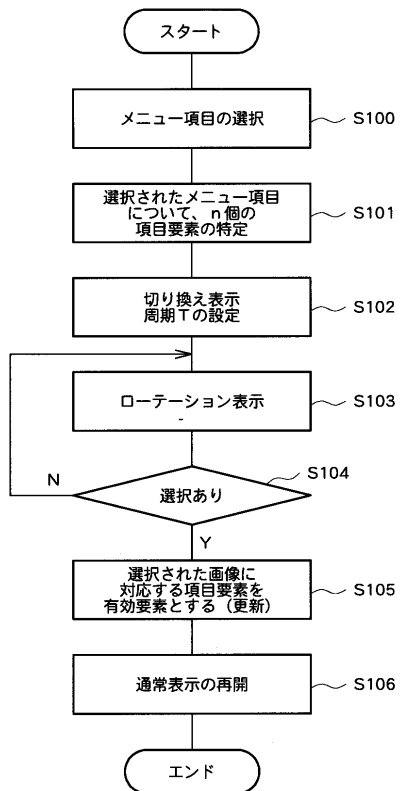 スタート
メニュー項目の選択
S100
選択されたメニュー項目
について、n個の
項目要素の特定
S101
切り換え表示
周期Tの設定
S102
ローテーション表示
S103
選択あり
S104
N
Y
選択された画像に
対応する項目要素を
有効要素とする（更新）
S105
通常表示の再開
S106
エンド